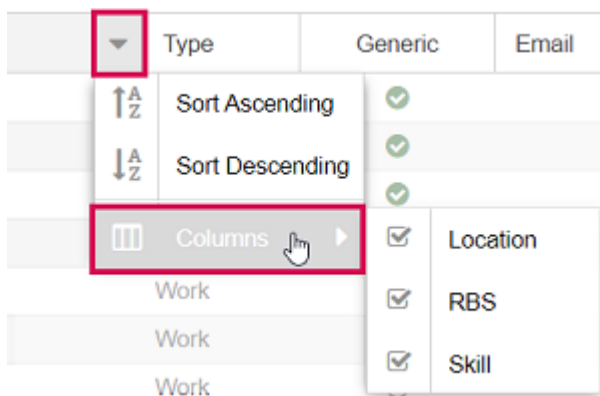 Type Generic Email
Sort Ascending
Sort Descending
Columns
Location
RBS
Skill
Work
Work
Work